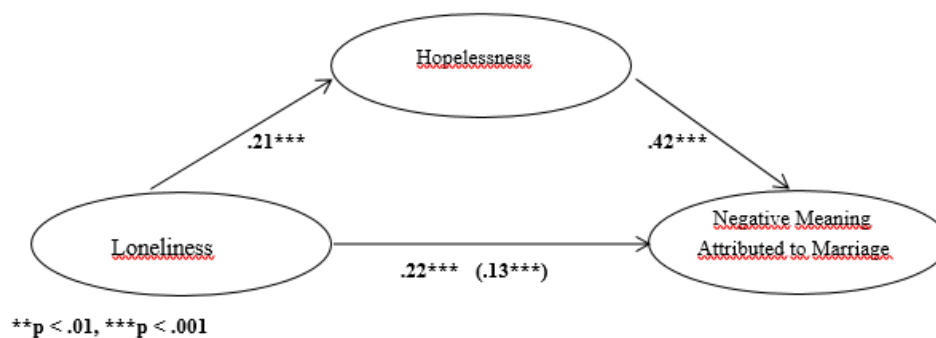 Hopelessness
.21***
.42***
Loneliness
Negative Meaning
Attributed to Marriage
.22*** (.13***)
**p < .01, ***p < .001